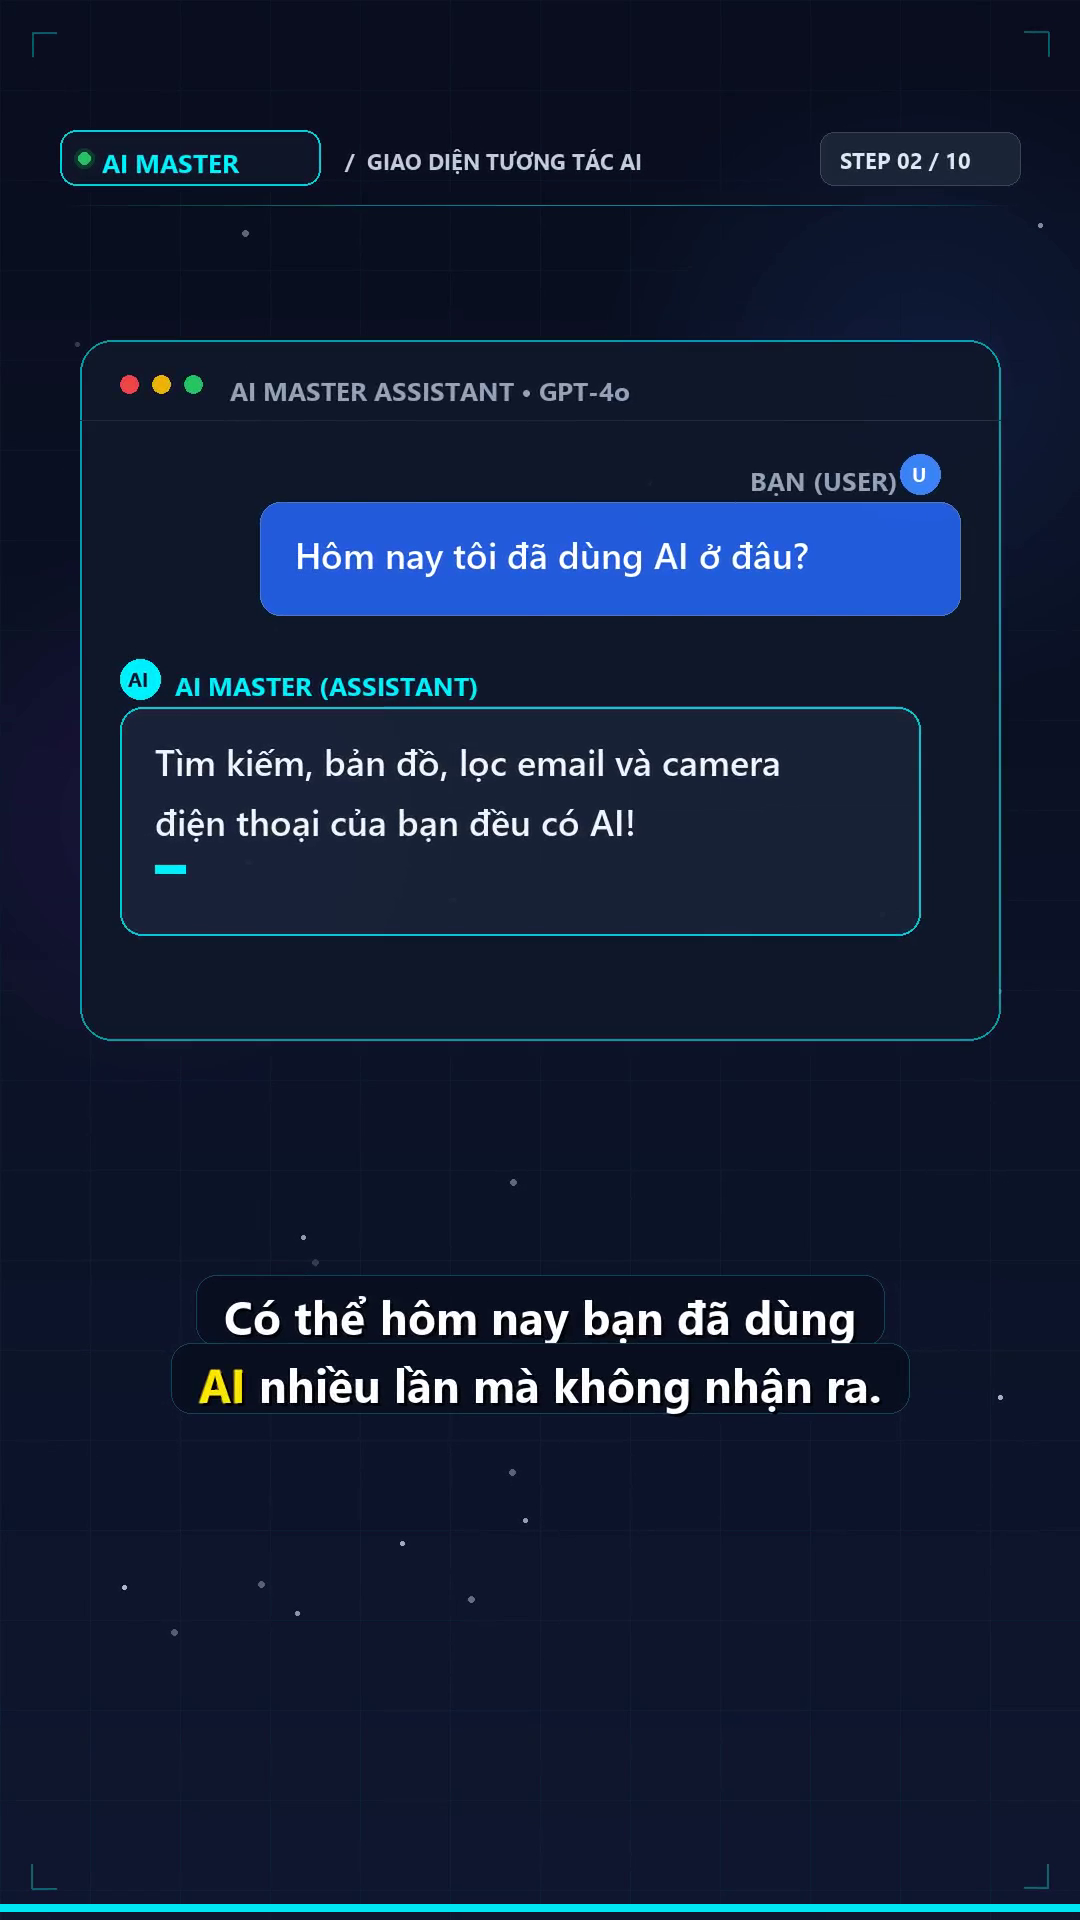 AI MASTER
/ GIAO DIỆN TƯƠNG TÁC AI
STEP 02 / 10
AI MASTER ASSISTANT • GPT-4o
BẠN (USER)
U
Hôm nay tôi đã dùng AI ở đâu?
AI
AI MASTER (ASSISTANT)
Tìm kiếm, bản đồ, lọc email và camera
điện thoại của bạn đều có AI!
Có thể hôm nay bạn đã dùng
AI nhiều lần mà không nhận ra.